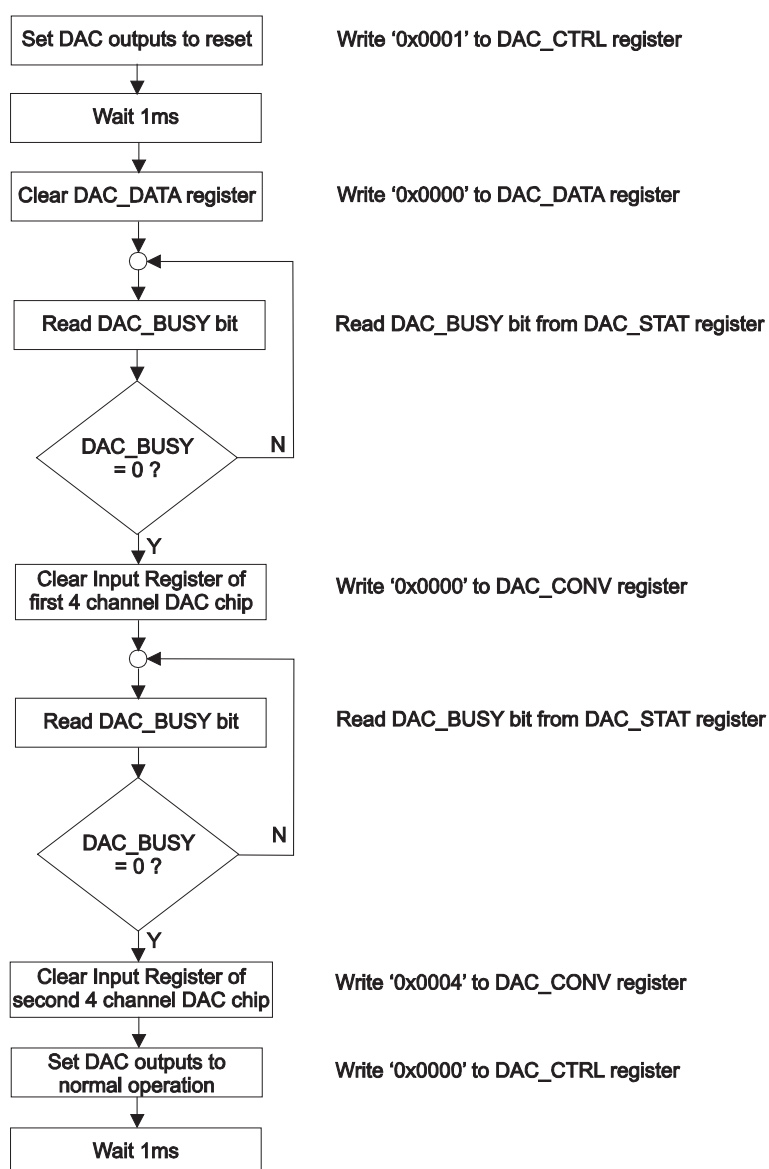 Set DAC outputs to reset
Write ‘0x0001’ to DAC_CTRL register
Wait 1ms
Clear DAC_DATA register
Write ‘0x0000’ to DAC_DATA register
Read DAC_BUSY bit
Read DAC_BUSY bit from DAC_STAT register
DAC_BUSY
= 0 ?
N
Y
Clear Input Register of
first 4 channel DAC chip
Write ‘0x0000’ to DAC_CONV register
Read DAC_BUSY bit
Read DAC_BUSY bit from DAC_STAT register
DAC_BUSY
= 0 ?
N
Y
Clear Input Register of
second 4 channel DAC chip
Write ‘0x0004’ to DAC_CONV register
Set DAC outputs to
normal operation
Write ‘0x0000’ to DAC_CTRL register
Wait 1ms